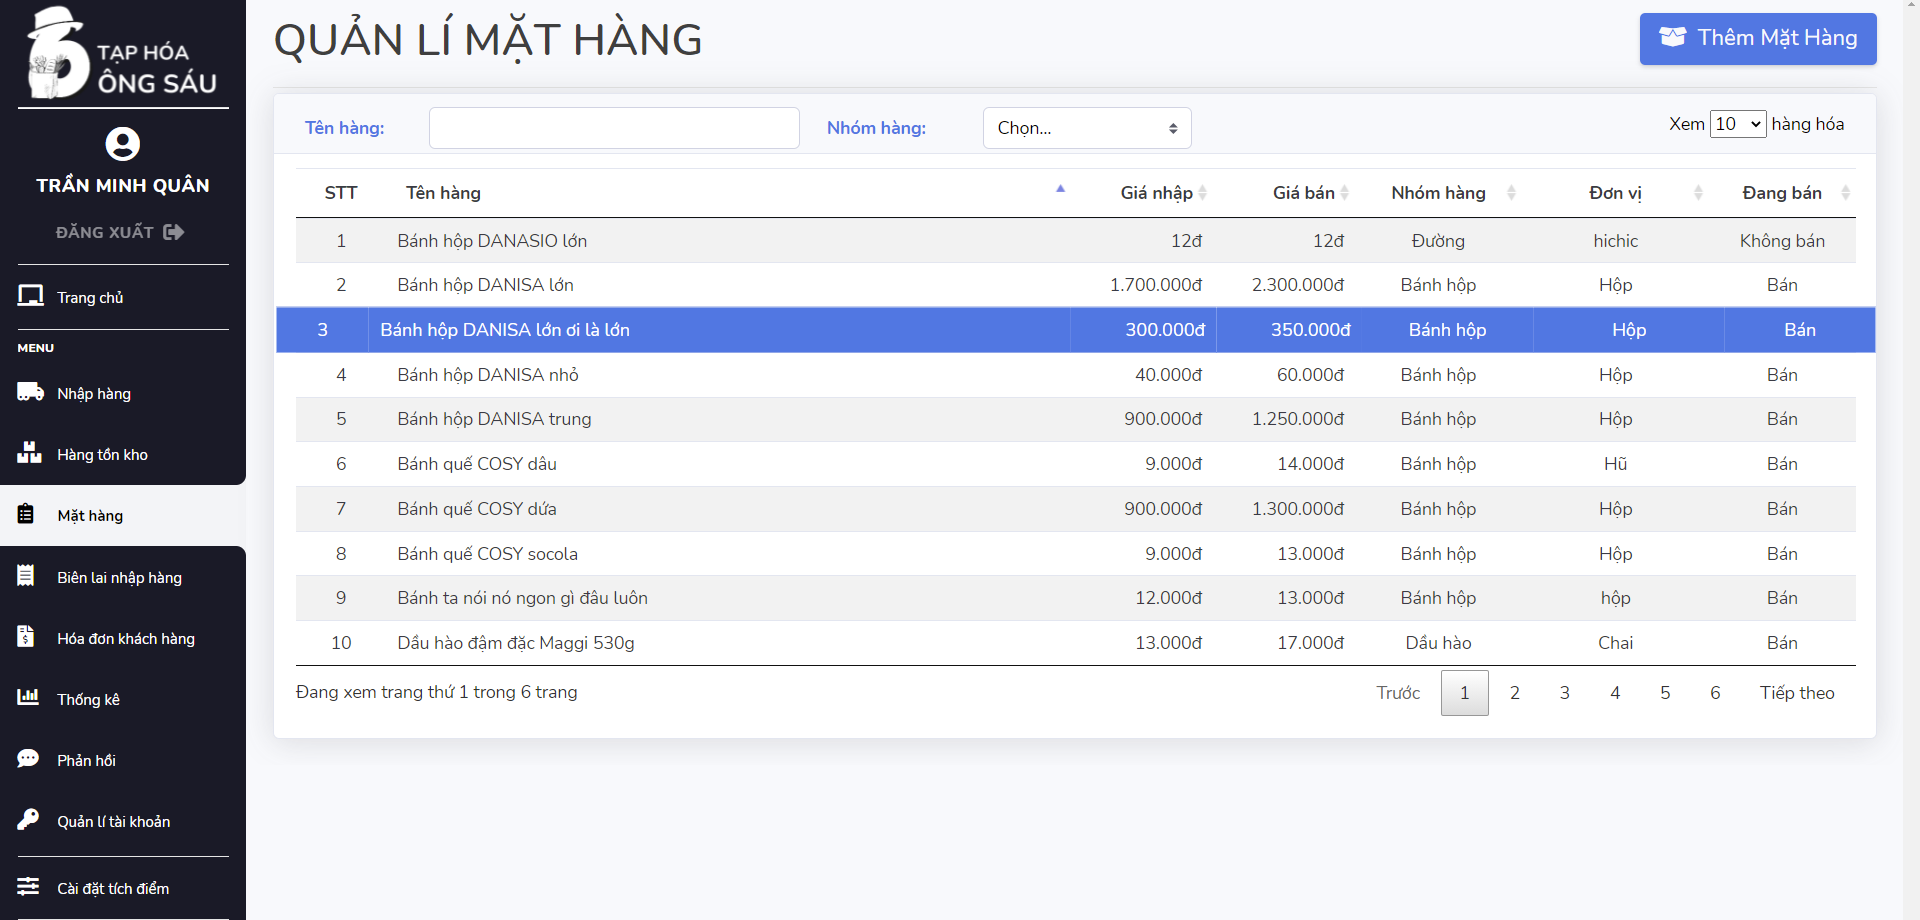 TẠP HÓA
ÔNG SÁU
TRẦN MINH QUÂN
ĐĂNG XUẤT
Trang chủ
MENU
Nhập hàng
Hàng tồn kho
Mặt hàng
Biên lai nhập hàng
Hóa đơn khách hàng
Thống kê
Phản hồi
Quản lí tài khoản
Cài đặt tích điểm
QUẢN LÍ MẶT HÀNG
Thêm Mặt Hàng
Tên hàng: Nhóm hàng: Chọn... Xem 10 hàng hóa
STT Tên hàng Giá nhập Giá bán Nhóm hàng Đơn vị Đang bán
1 Bánh hộp DANASIO lớn 12đ 12đ Đường hichic Không bán
2 Bánh hộp DANISA lớn 1.700.000đ 2.300.000đ Bánh hộp Hộp Bán
3 Bánh hộp DANISA lớn ơi là lớn 300.000đ 350.000đ Bánh hộp Hộp Bán
4 Bánh hộp DANISA nhỏ 40.000đ 60.000đ Bánh hộp Hộp Bán
5 Bánh hộp DANISA trung 900.000đ 1.250.000đ Bánh hộp Hộp Bán
6 Bánh quế COSY dâu 9.000đ 14.000đ Bánh hộp Hũ Bán
7 Bánh quế COSY dứa 900.000đ 1.300.000đ Bánh hộp Hộp Bán
8 Bánh quế COSY socola 9.000đ 13.000đ Bánh hộp Hộp Bán
9 Bánh ta nói nó ngon gì đâu luôn 12.000đ 13.000đ Bánh hộp hộp Bán
10 Dầu hào đậm đặc Maggi 530g 13.000đ 17.000đ Dầu hào Chai Bán
Đang xem trang thứ 1 trong 6 trang Trước 1 2 3 4 5 6 Tiếp theo